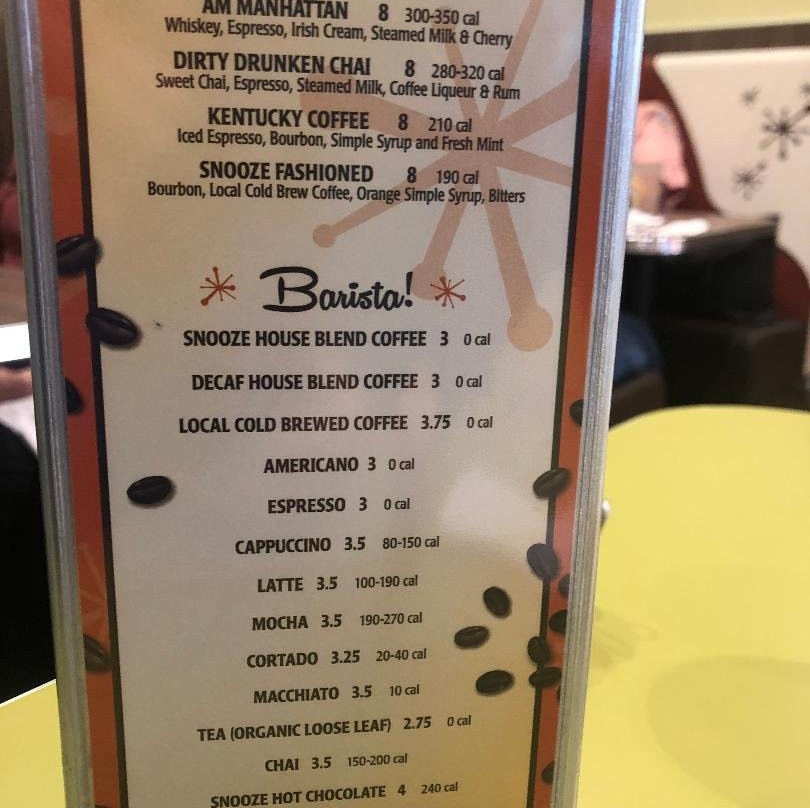 AM MANHATTAN 8 300-350 cal
Whiskey, Espresso, Irish Cream, Steamed Milk & Cherry
DIRTY DRUNKEN CHAI 8 280-320 cal
Sweet Chai, Espresso, Steamed Milk, Coffee Liqueur & Rum
KENTUCKY COFFEE 8 210 cal
Iced Espresso, Bourbon, Simple Syrup and Fresh Mint
SNOOZE FASHIONED 8 190 cal
Bourbon, Local Cold Brew Coffee, Orange Simple Syrup, Bitters
Barista!
SNOOZE HOUSE BLEND COFFEE 3 0 cal
DECAF HOUSE BLEND COFFEE 3 0 cal
LOCAL COLD BREWED COFFEE 3.75 0 cal
AMERICANO 3 0 cal
ESPRESSO 3 0 cal
CAPPUCCINO 3.5 80-150 cal
LATTE 3.5 100-190 cal
MOCHA 3.5 190-270 cal
CORTADO 3.25 20-40 cal
MACCHIATO 3.5 10 cal
TEA (ORGANIC LOOSE LEAF) 2.75 0 cal
CHAI 3.5 150-200 cal
SNOOZE HOT CHOCOLATE 4 240 cal